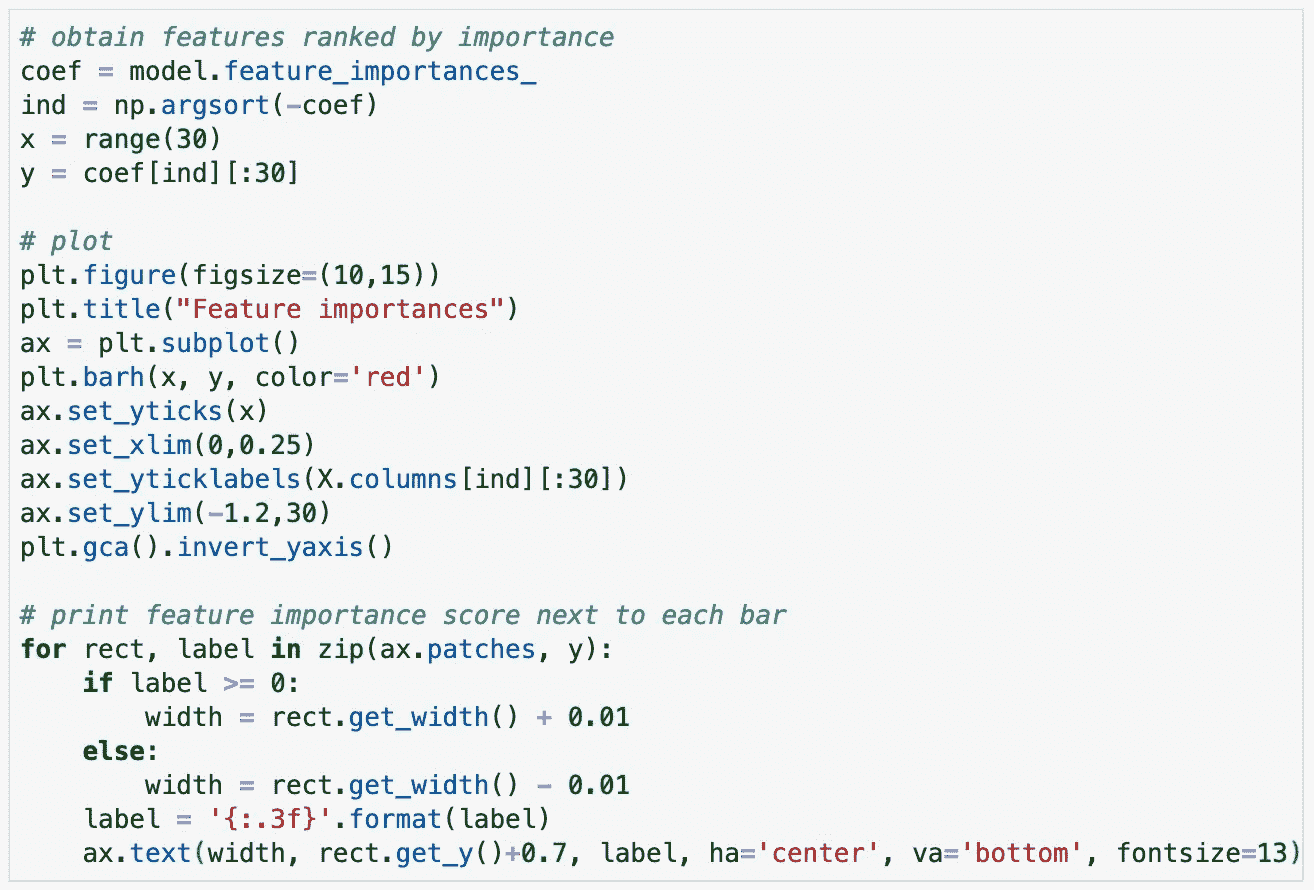 # obtain features ranked by importance
coef = model.feature_importances_
ind = np.argsort(-coef)
x = range(30)
y = coef[ind][:30]

# plot
plt.figure(figsize=(10,15))
plt.title("Feature importances")
ax = plt.subplot()
plt.barh(x, y, color='red')
ax.set_yticks(x)
ax.set_xlim(0,0.25)
ax.set_yticklabels(X.columns[ind][:30])
ax.set_ylim(-1.2,30)
plt.gca().invert_yaxis()

# print feature importance score next to each bar
for rect, label in zip(ax.patches, y):
    if label >= 0:
        width = rect.get_width() + 0.01
    else:
        width = rect.get_width() - 0.01
    label = '{:.3f}'.format(label)
    ax.text(width, rect.get_y()+0.7, label, ha='center', va='bottom', fontsize=13)